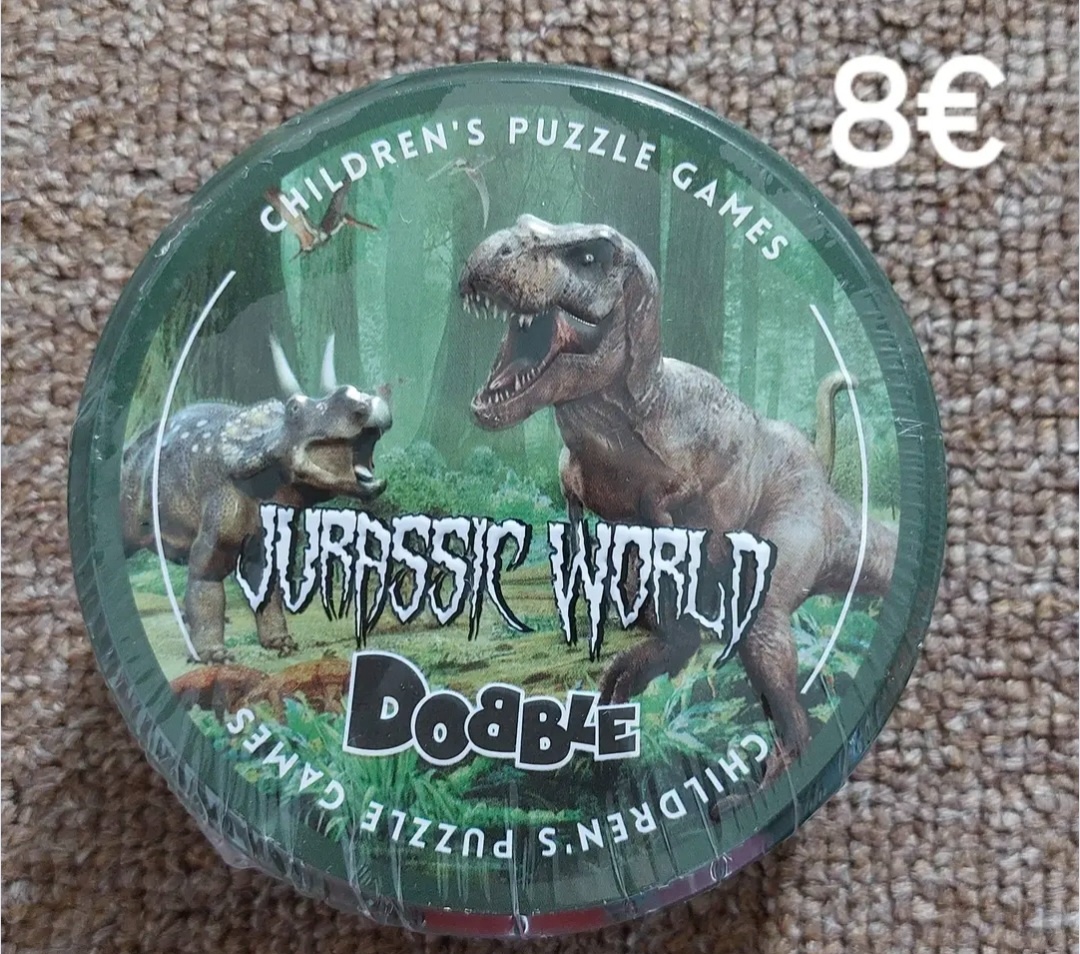 8€
CHILDREN'S PUZZLE GAMES
JURASSIC WORLD
DOBBLE
CHILDREN'S PUZZLE GAMES